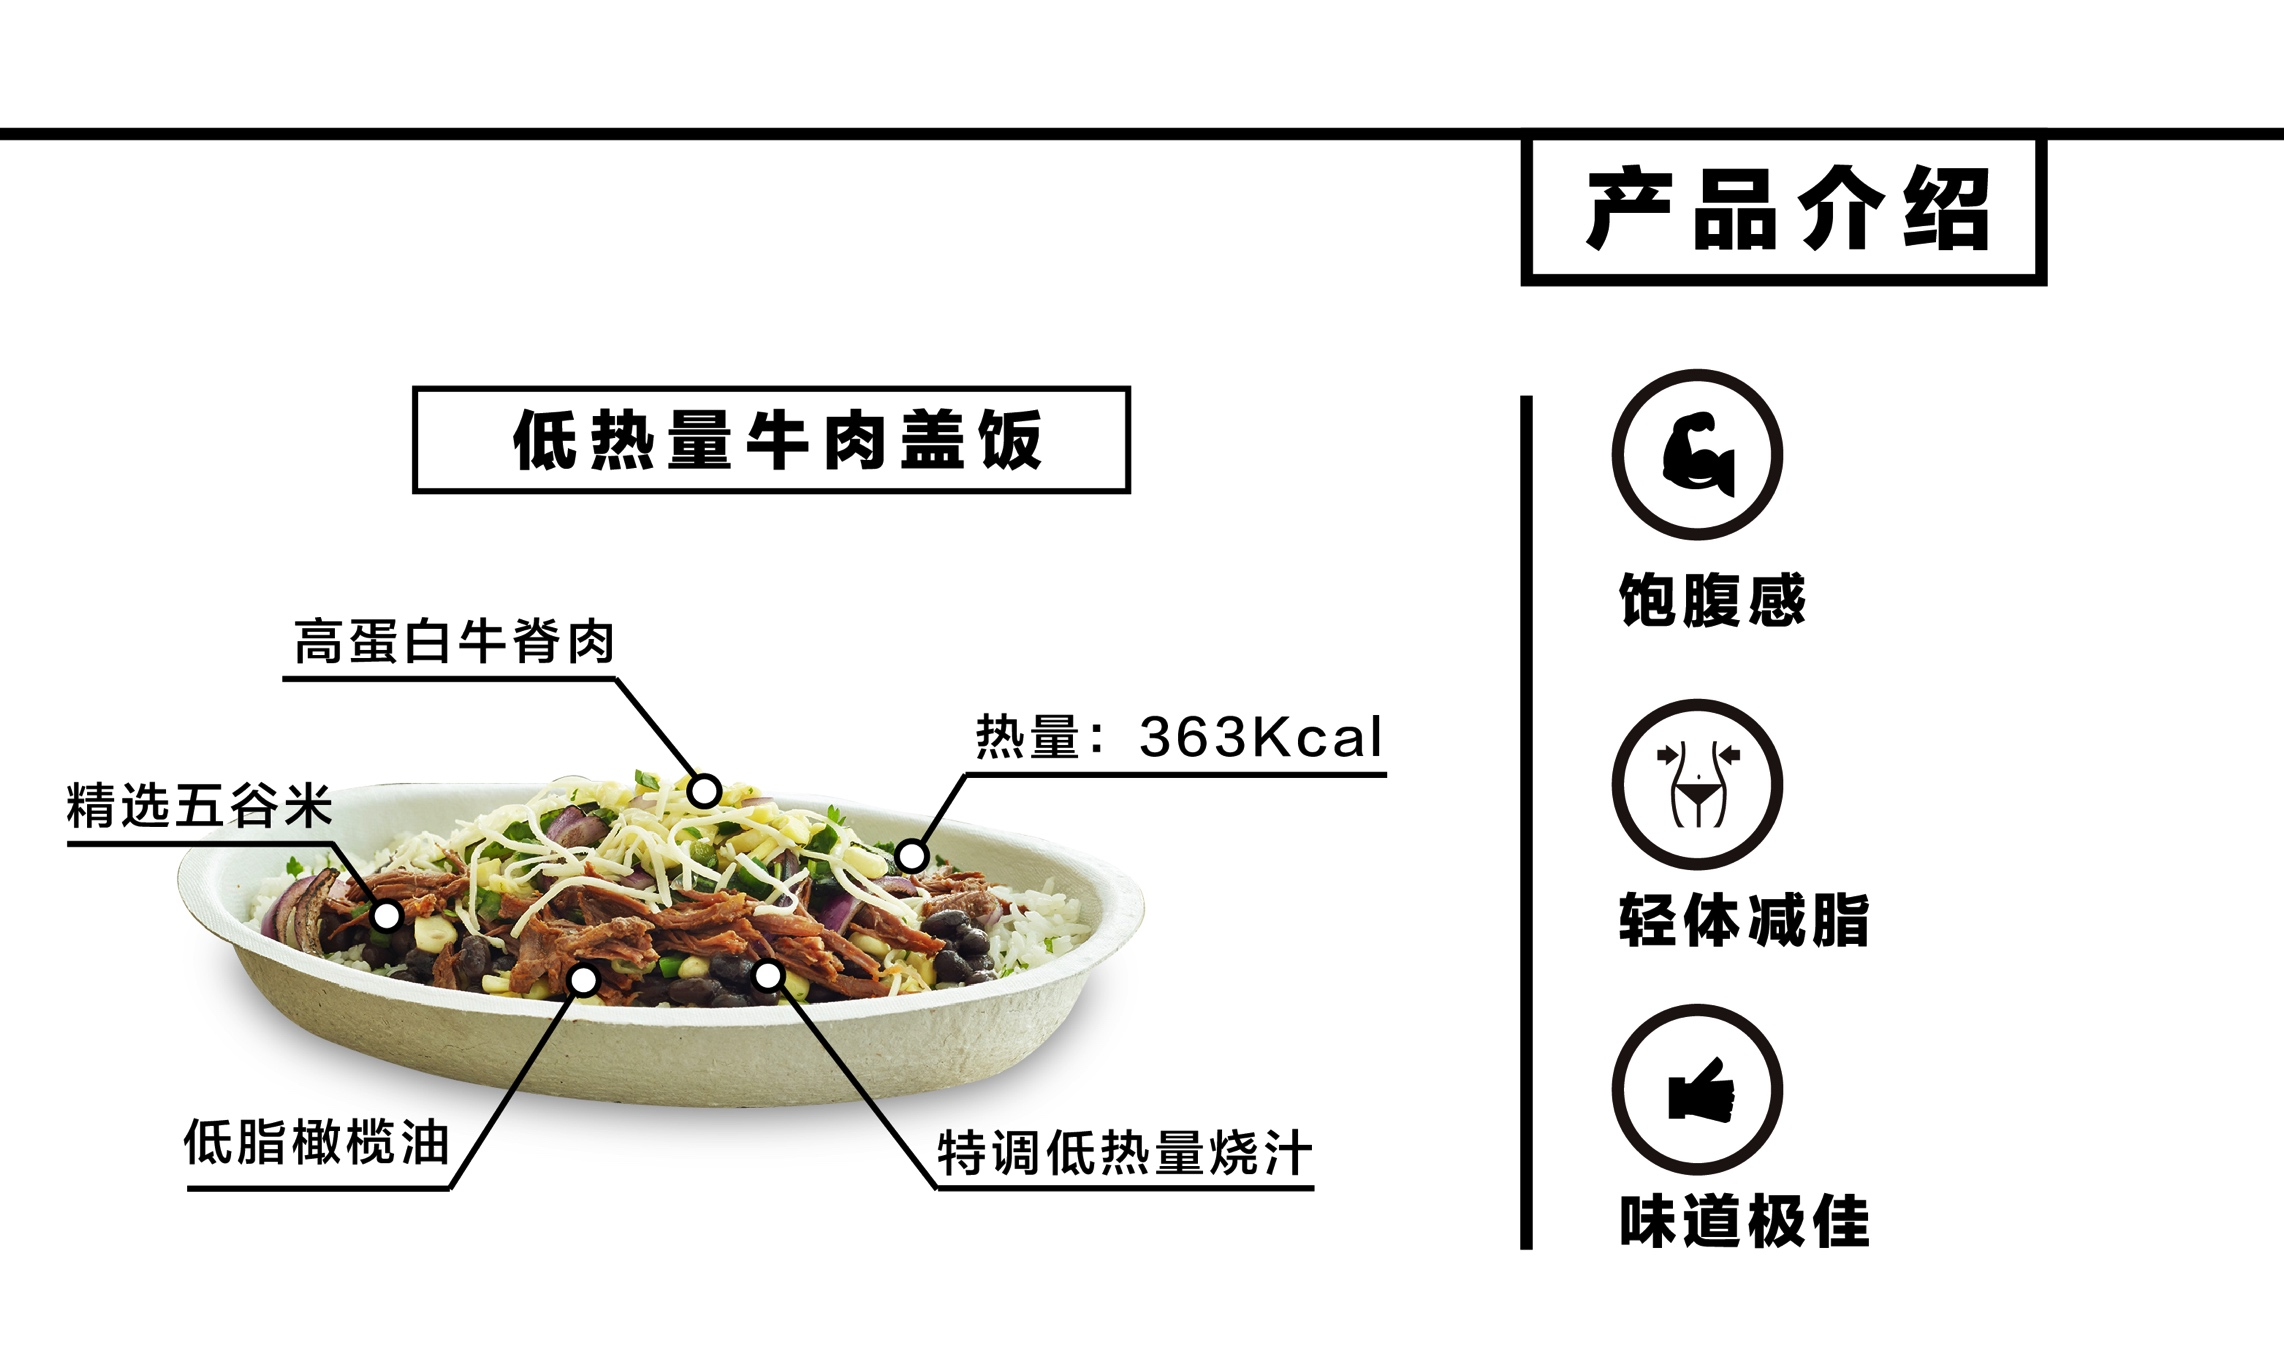 产品介绍
低热量牛肉盖饭
高蛋白牛脊肉
热量：363Kcal
精选五谷米
低脂橄榄油
特调低热量烧汁
饱腹感
轻体减脂
味道极佳